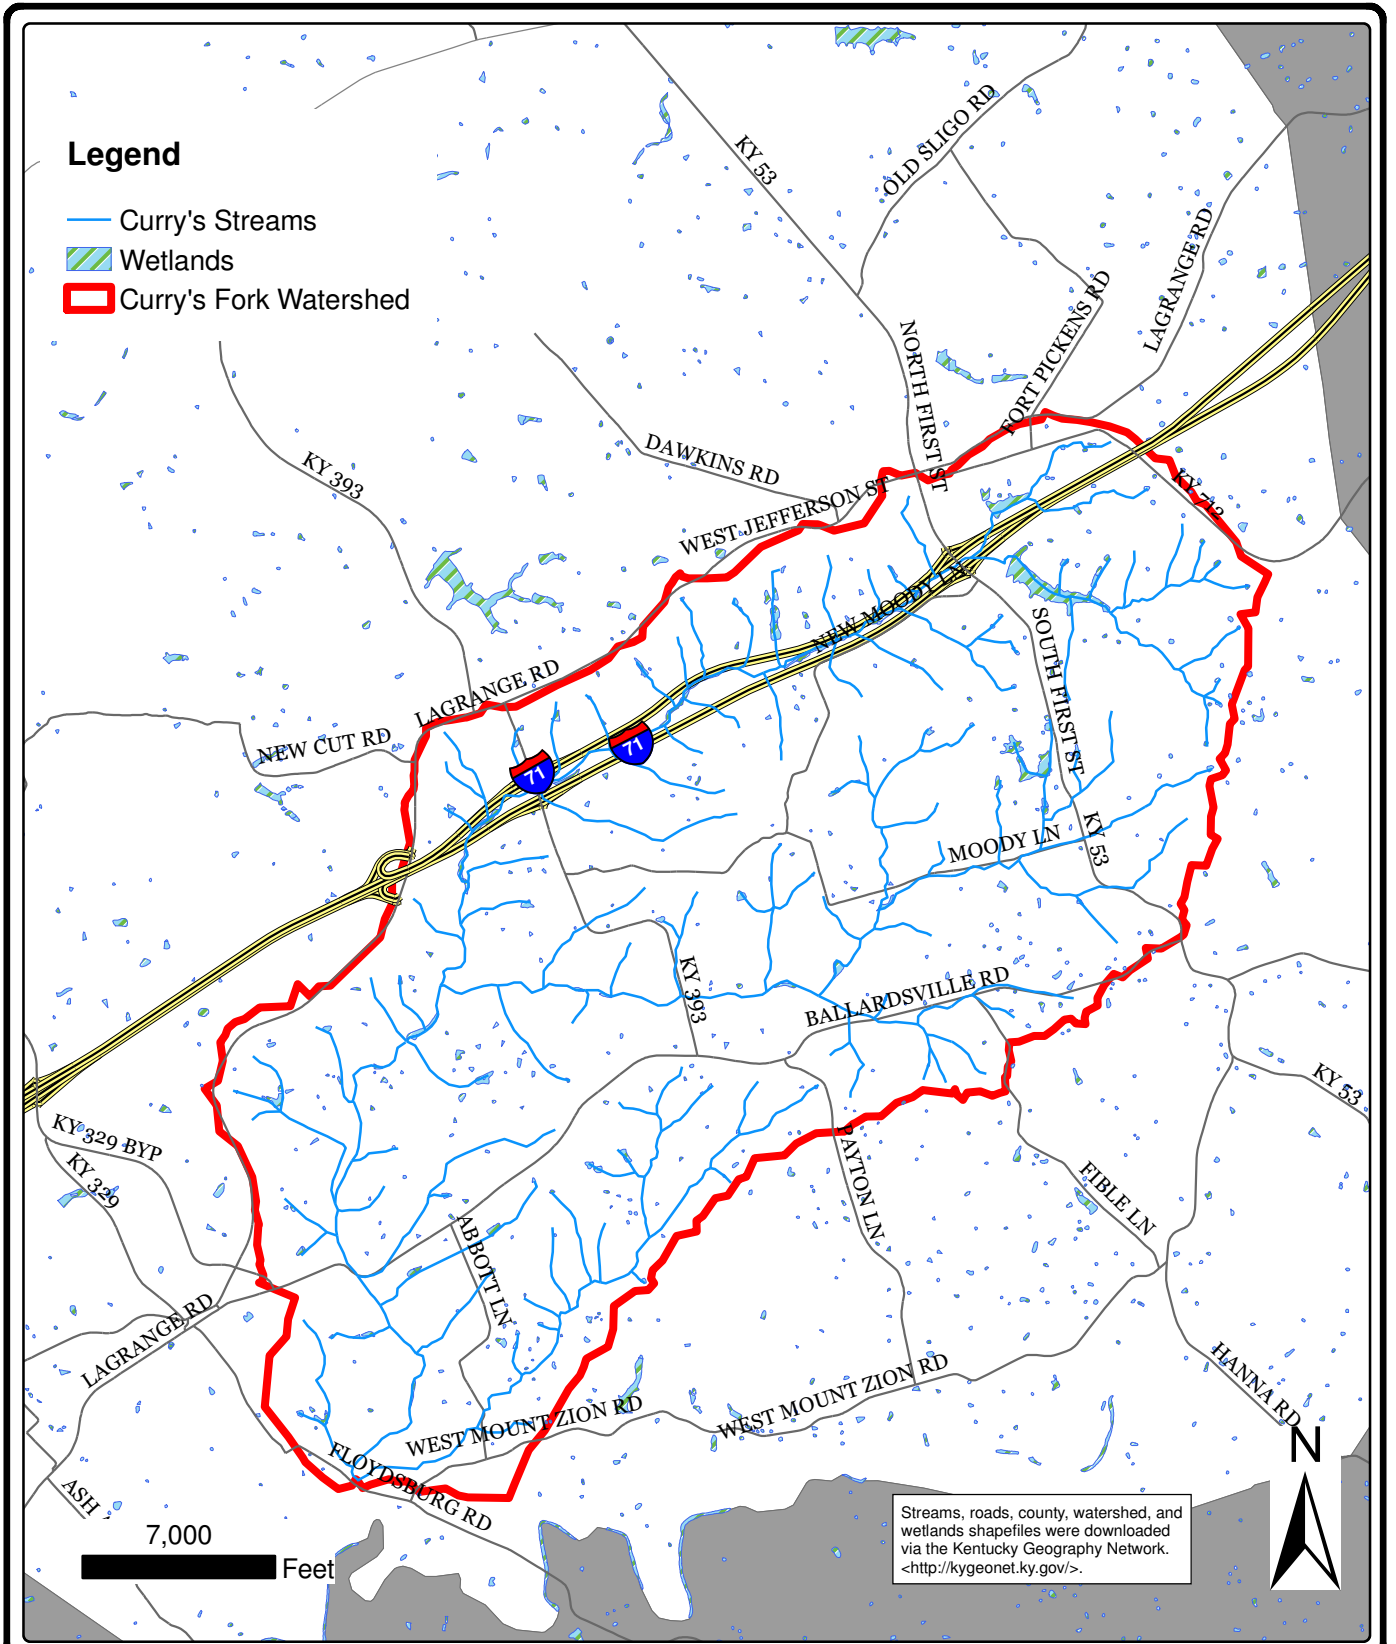 Legend
Curry's Streams
Wetlands
Curry's Fork Watershed
KY 53
OLD SLIGO RD
LAGRANGE RD
FORT PICKENS RD
NORTH FIRST ST
KY 393
DAWKINS RD
WEST JEFFERSON ST
KY 712
NEW MOODY LN
SOUTH FIRST ST
LAGRANGE RD
NEW CUT RD
71
71
MOODY LN
KY 53
KY 393
BALLARDSVILLE RD
KY 53
KY 329 BYP
KY 329
PAYTON LN
FIBLE LN
ABBOTT LN
LAGRANGE RD
HANNA RD
WEST MOUNT ZION RD
WEST MOUNT ZION RD
FLOYDSBURG RD
ASH
N
7,000
Feet
Streams, roads, county, watershed, and
wetlands shapefiles were downloaded
via the Kentucky Geography Network.
<http://kygeonet.ky.gov/>.